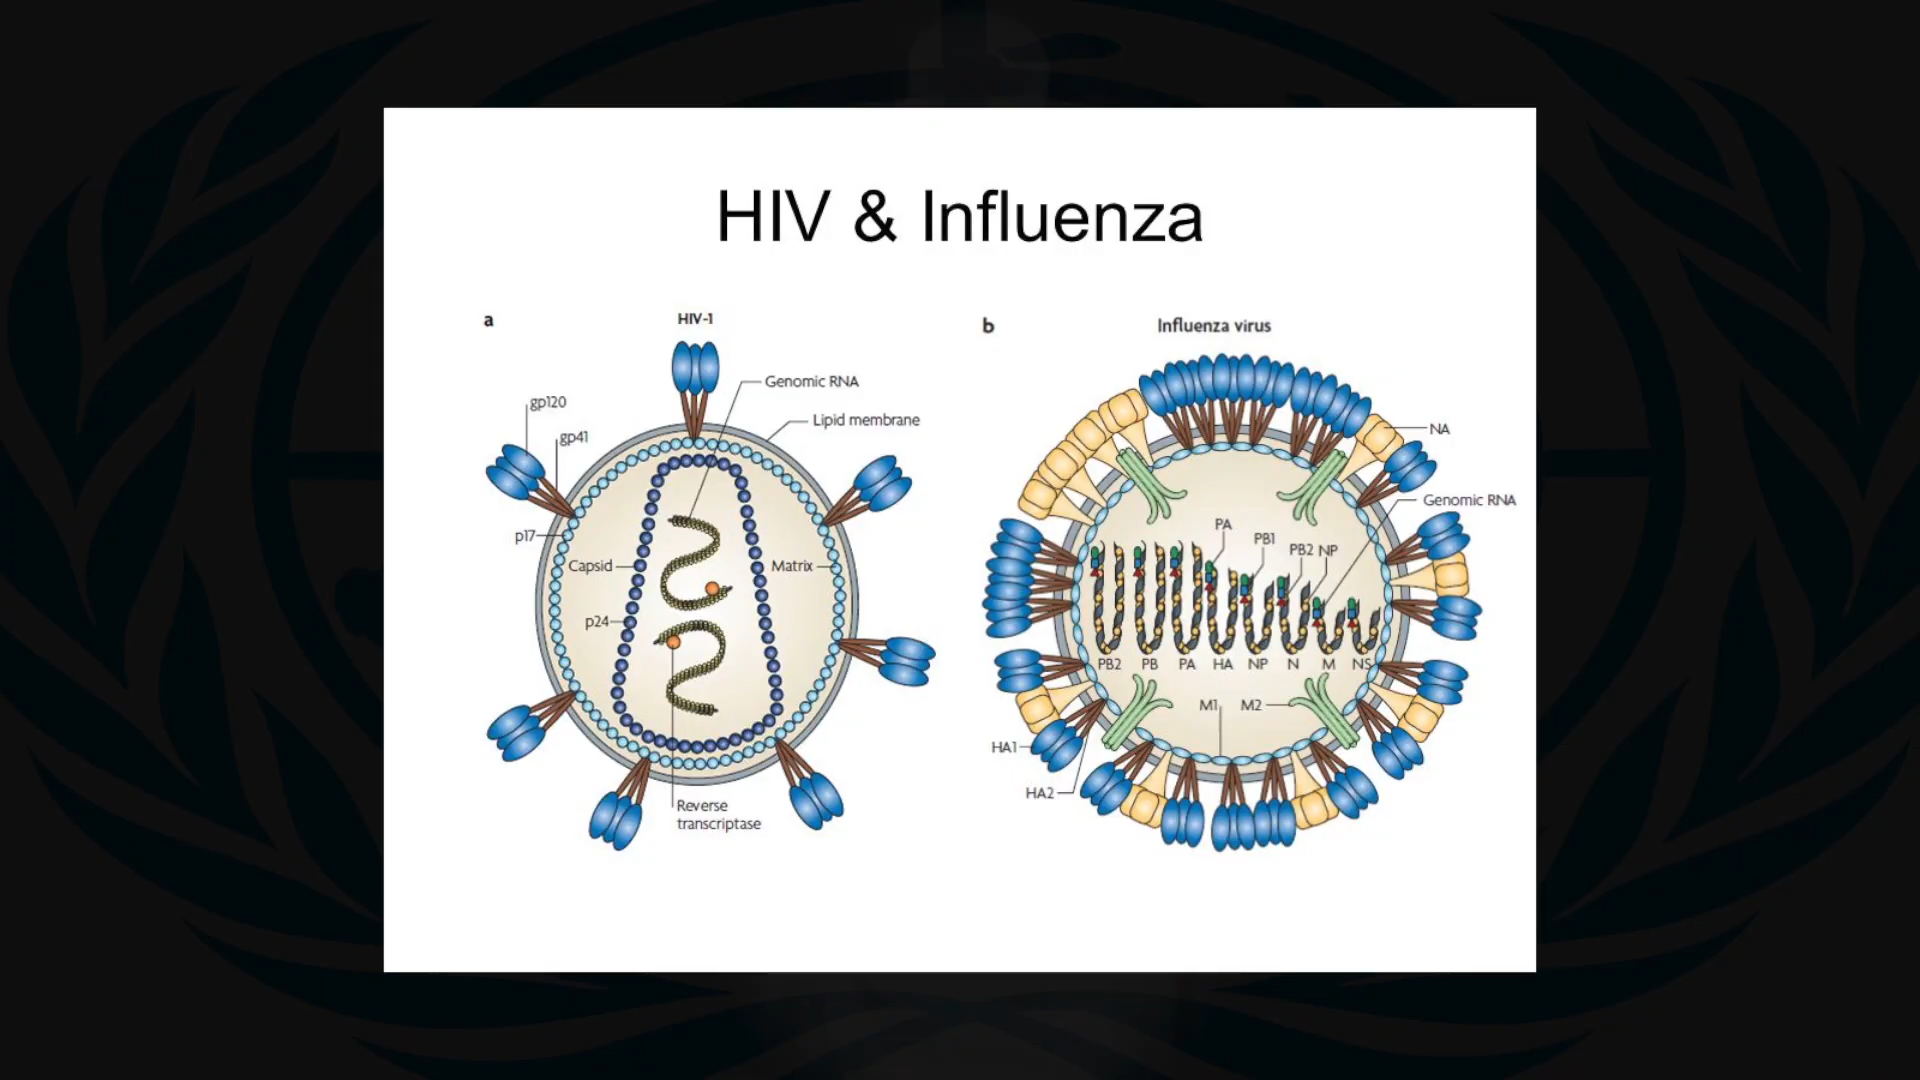 HIV & Influenza
a
HIV-1
Genomic RNA
Lipid membrane
gp120
gp41
p17
Capsid
Matrix
p24
Reverse
transcriptase
b
Influenza virus
NA
Genomic RNA
PA
PB1
PB2 NP
PB2 PB PA HA NP N M NS
M1 M2
HA1
HA2